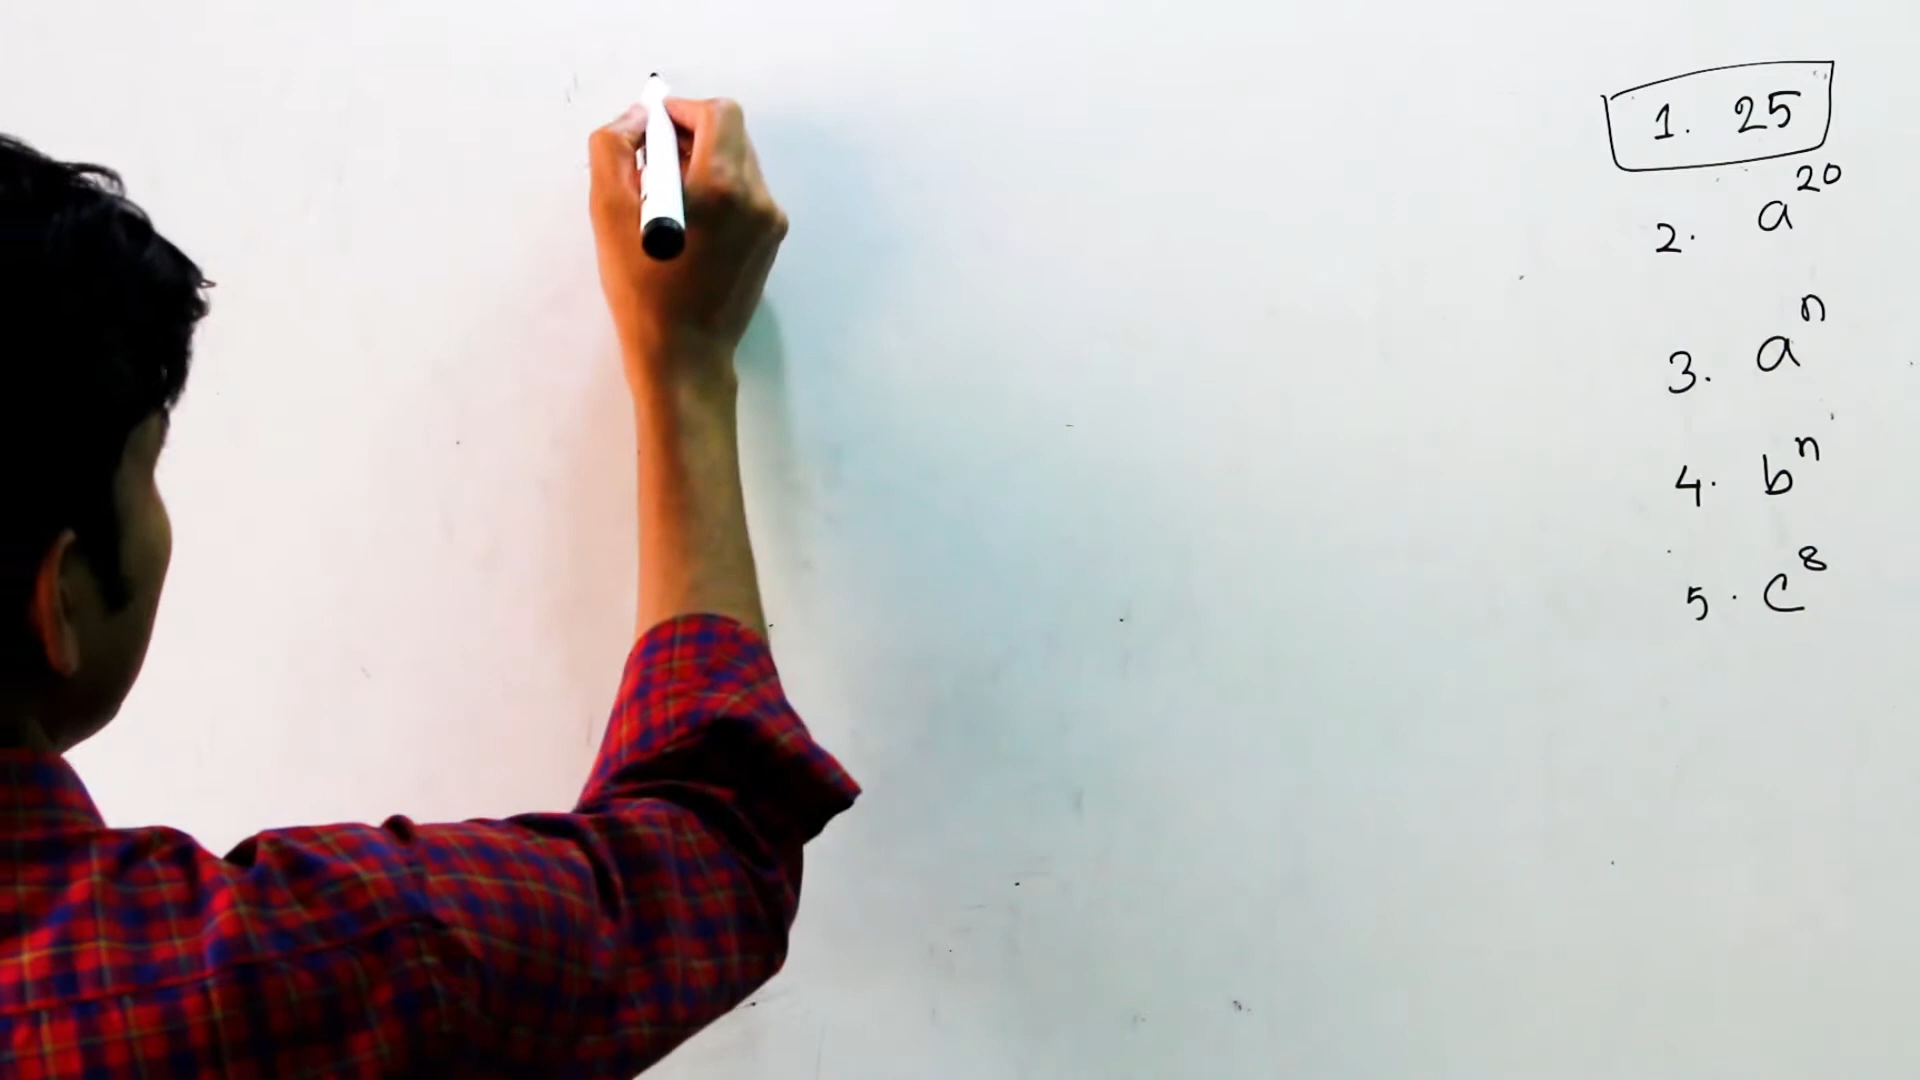 1. 25
2. a²⁰
3. aⁿ
4. bⁿ
5. c⁸